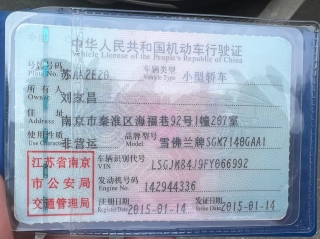 中华人民共和国机动车行驶证
Vehicle License of the People's Republic of China
号牌号码 车辆类型 小型轿车
Plate No. Vehicle Type
所有人 刘家昌
Owner
住址 南京市秦淮区海福巷92号1幢207室
Address
使用性质 非营运 品牌型号 雪佛兰牌SGM7140GAA1
Use Character Model
江苏省南京 车辆识别代号 LSGJM84J9FY066992
市公安局 VIN
交通管理局 发动机号码 142944336
Engine No.
注册日期 2015-01-14 发证日期 2015-01-14
Register Date Issue Date